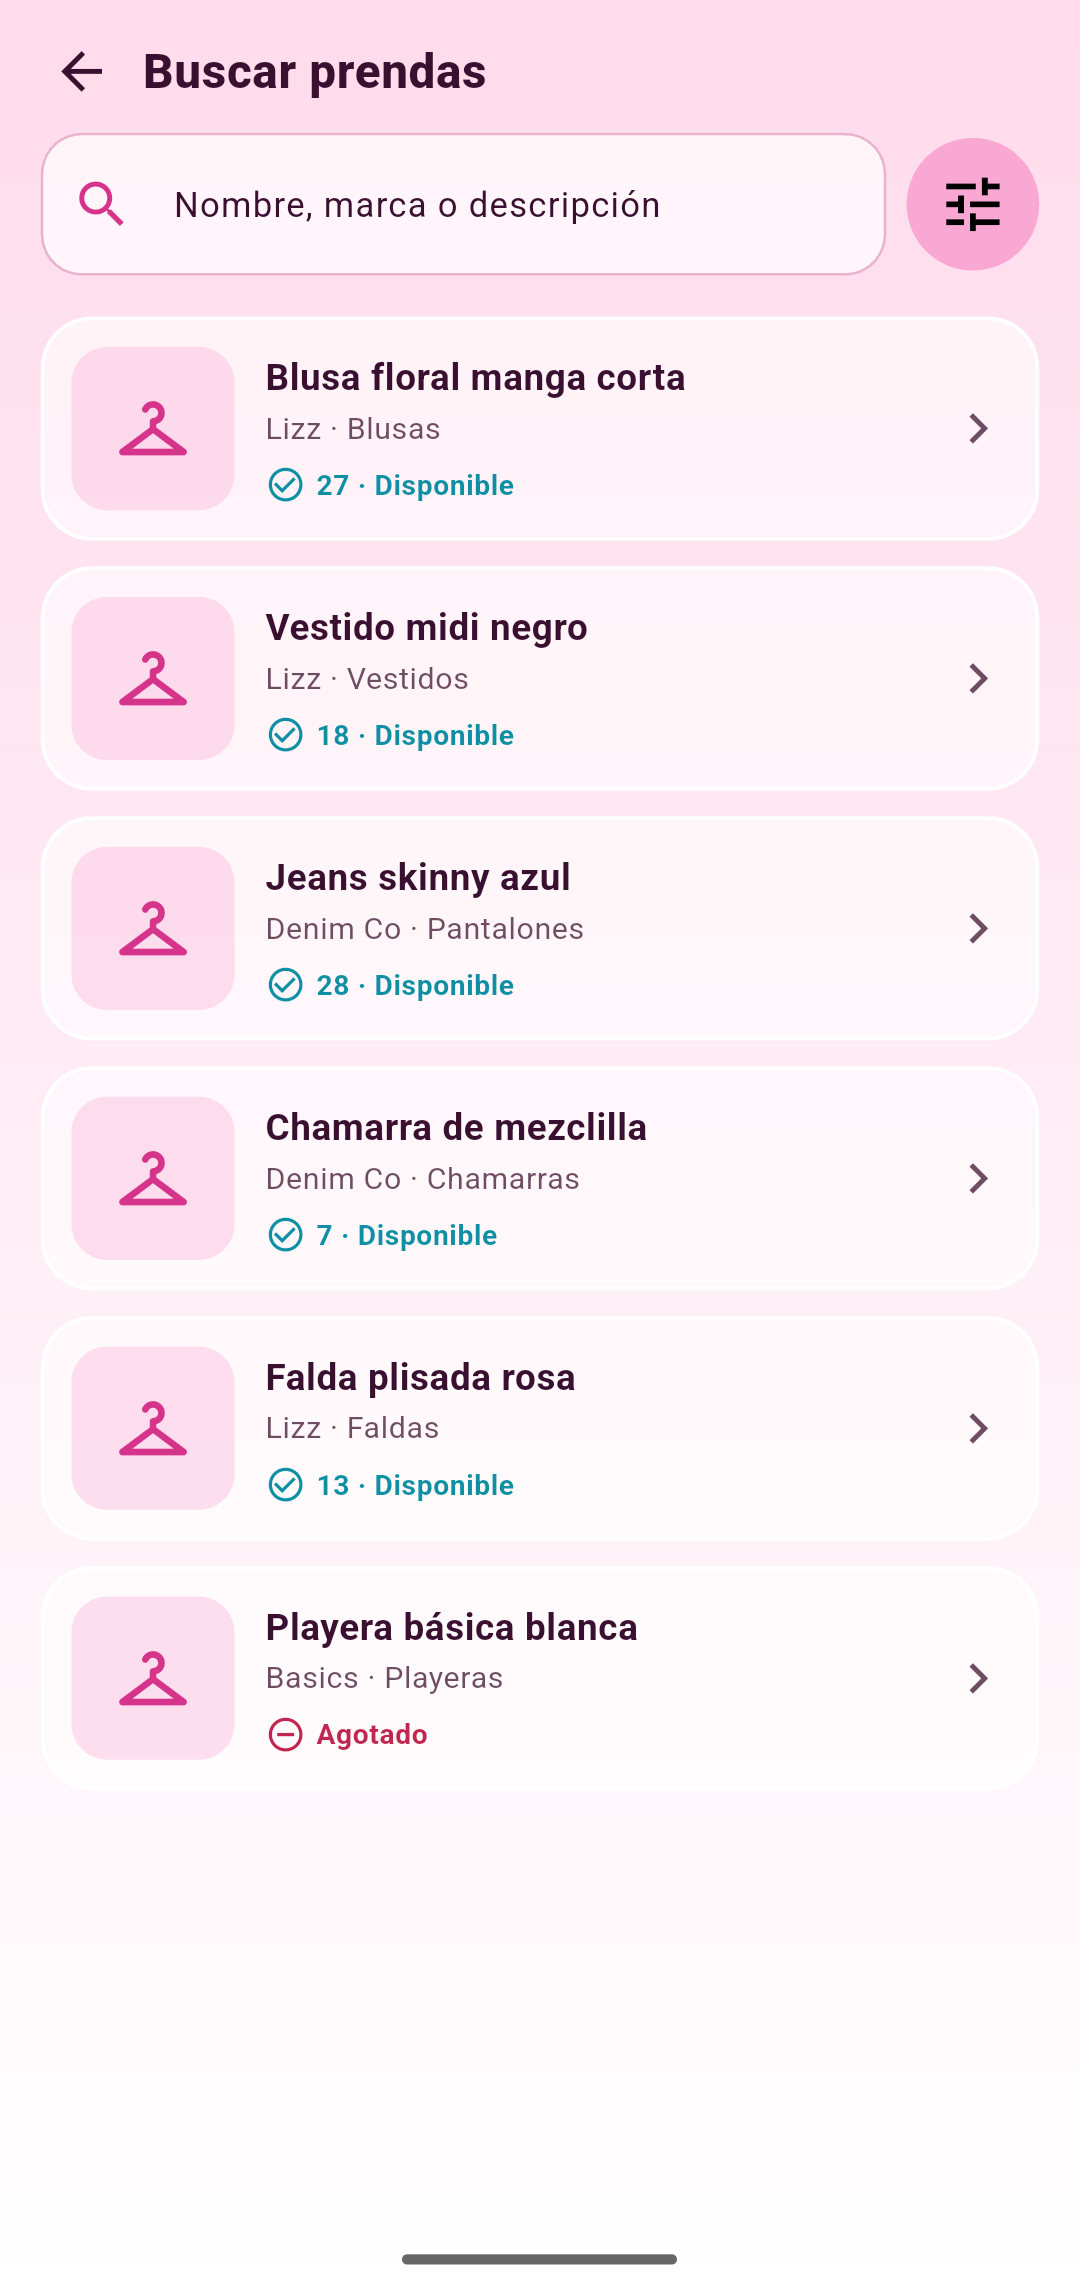 Buscar prendas
Nombre, marca o descripción
Blusa floral manga corta
Lizz · Blusas
27 · Disponible
Vestido midi negro
Lizz · Vestidos
18 · Disponible
Jeans skinny azul
Denim Co · Pantalones
28 · Disponible
Chamarra de mezclilla
Denim Co · Chamarras
7 · Disponible
Falda plisada rosa
Lizz · Faldas
13 · Disponible
Playera básica blanca
Basics · Playeras
Agotado